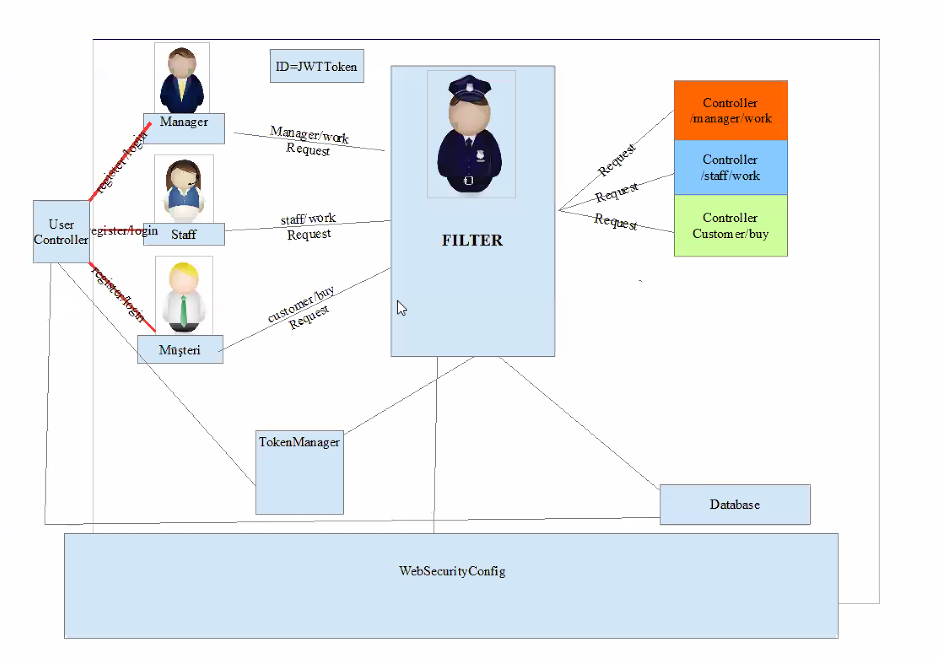 ID=JWTToken
Manager
register/login
Manager/work
Request
FILTER
Controller
/manager/work
Request
Controller
/staff/work
Request
Controller
Customer/buy
Request
User
Controller
egister/login
Staff
staff/work
Request
register/login
Müşteri
customer/buy
Request
TokenManager
Database
WebSecurityConfig